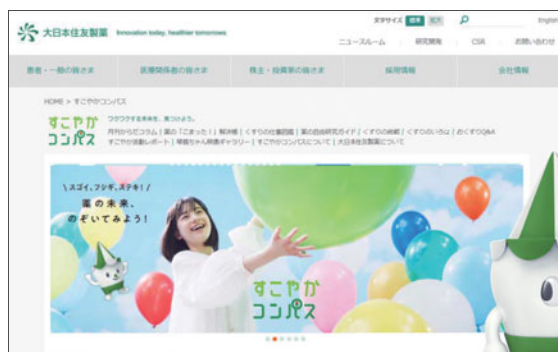 文字サイズ 標準 拡大 English
大日本住友製薬 Innovation today, healthier tomorrows
ニュースルーム 研究開発 CSR お問い合わせ
患者・一般の皆さま 医療関係者の皆さま 株主・投資家の皆さま 採用情報 会社情報
HOME > すこやかコンパス
すこやか
コンパス
ワクワクする未来を、見つけよう。
月刊からだコラム | 薬の「こまった!」解決帳 | くすりの仕事図鑑 | 薬の自由研究ガイド | くすりの挑戦 | くすりのいろは | おくすりQ&A
すこやか活動レポート | 琴音ちゃん映像ギャラリー | すこやかコンパスについて | 大日本住友製薬について
\スゴイ、フシギ、ステキ!/
薬の未来、
のぞいてみよう!
すこやか
コンパス